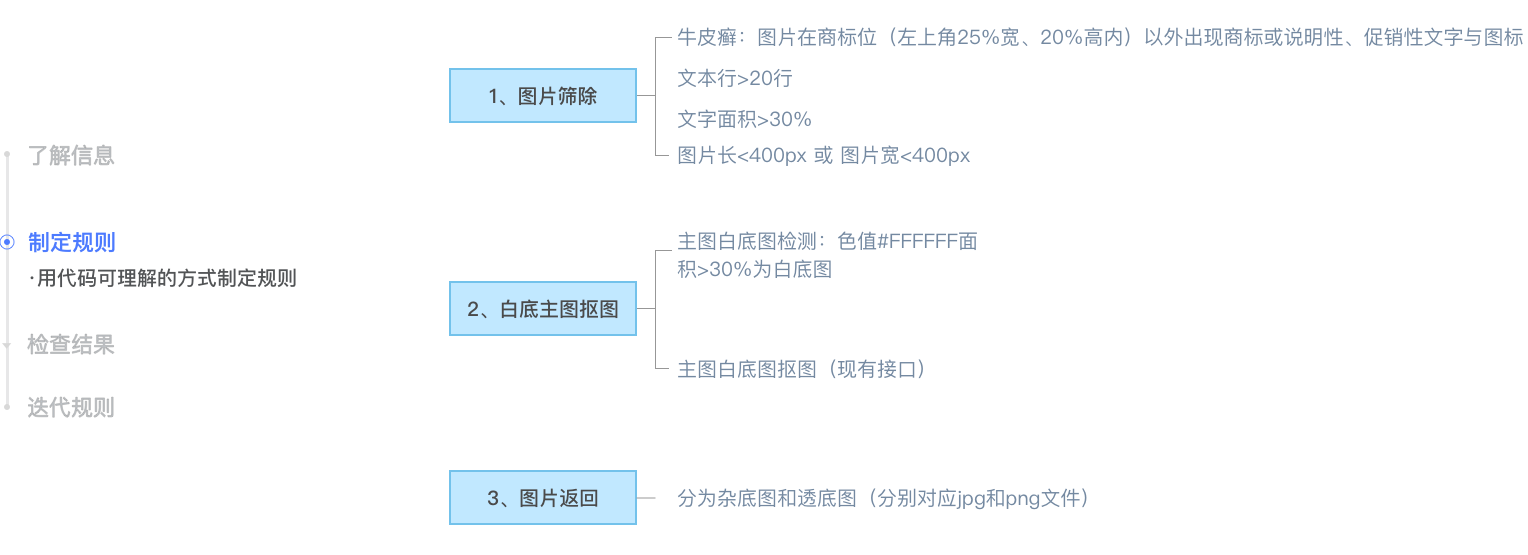 了解信息
制定规则
·用代码可理解的方式制定规则
检查结果
迭代规则
1、图片筛除
牛皮癣：图片在商标位（左上角25%宽、20%高内）以外出现商标或说明性、促销性文字与图标
文本行>20行
文字面积>30%
图片长<400px 或 图片宽<400px
2、白底主图抠图
主图白底图检测：色值#FFFFFF面
积>30%为白底图
主图白底图抠图（现有接口）
3、图片返回
分为杂底图和透底图（分别对应jpg和png文件）